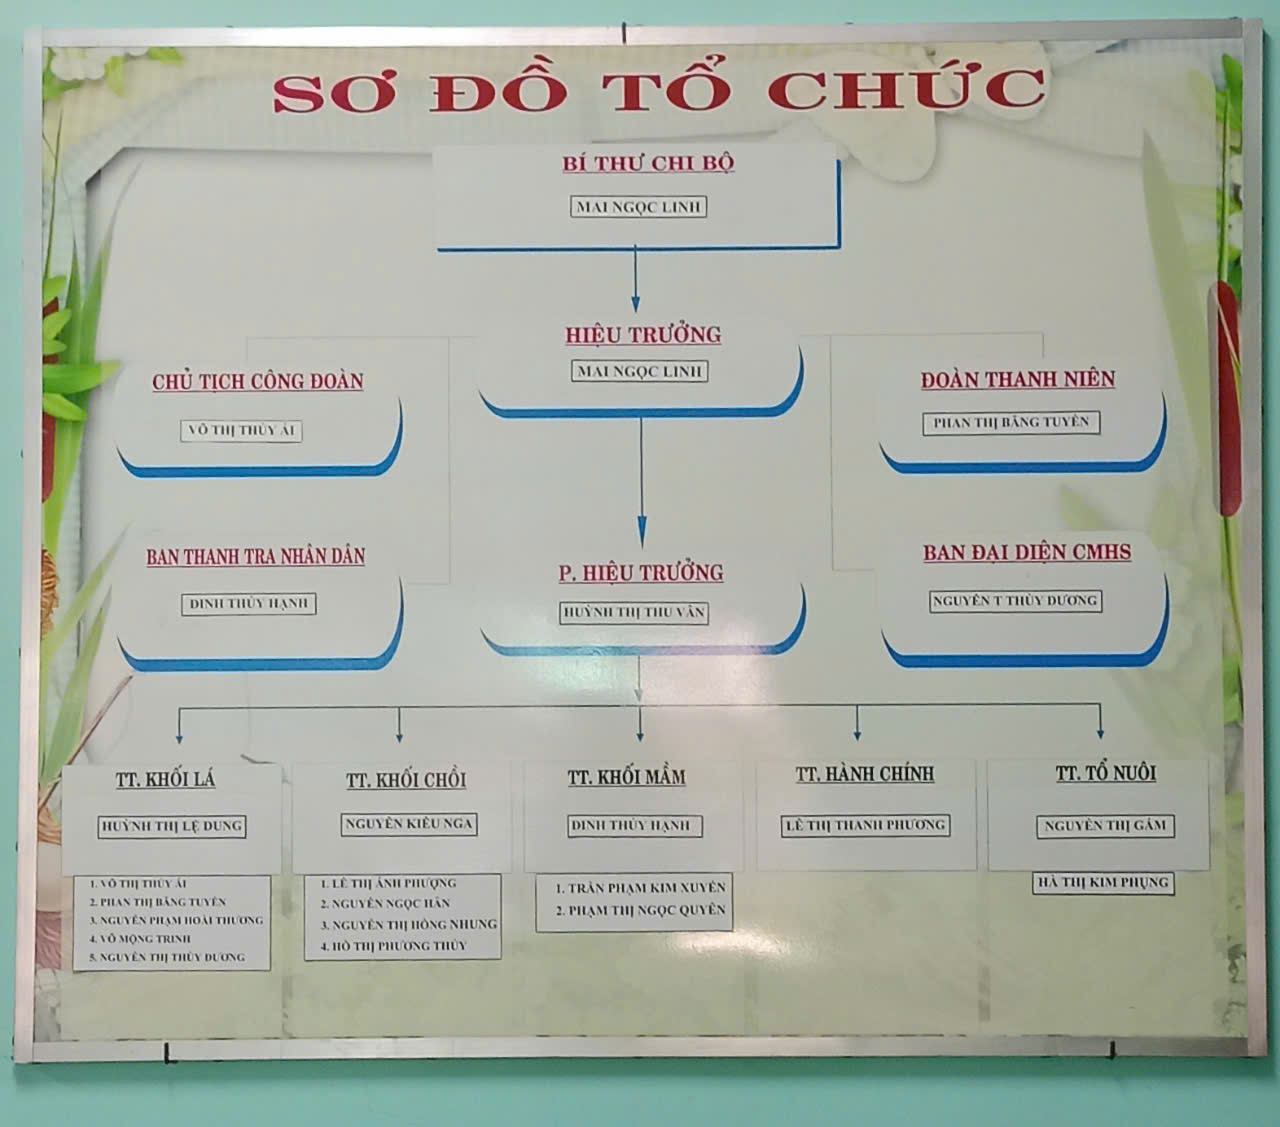 SƠ ĐỒ TỔ CHỨC
BÍ THƯ CHI BỘ
MAI NGỌC LINH
HIỆU TRƯỞNG
MAI NGỌC LINH
CHỦ TỊCH CÔNG ĐOÀN
VÕ THỊ THÚY ÁI
ĐOÀN THANH NIÊN
PHAN THỊ BĂNG TUYỀN
BAN THANH TRA NHÂN DÂN
ĐINH THÚY HẠNH
P. HIỆU TRƯỞNG
HUỲNH THỊ THU VÂN
BAN ĐẠI DIỆN CMHS
NGUYỄN T THÙY DƯƠNG
TT. KHỐI LÁ
HUỲNH THỊ LỆ DUNG
1. VÕ THỊ THÚY ÁI
2. PHAN THỊ BĂNG TUYỀN
3. NGUYỄN PHẠM HOÀI THƯƠNG
4. VÕ MỘNG TRINH
5. NGUYỄN THỊ THÙY DƯƠNG
TT. KHỐI CHỒI
NGUYỄN KIỀU NGA
1. LÊ THỊ ÁNH PHƯỢNG
2. NGUYỄN NGỌC HÂN
3. NGUYỄN THỊ HỒNG NHUNG
4. HỒ THỊ PHƯƠNG THÚY
TT. KHỐI MẦM
ĐINH THÚY HẠNH
1. TRẦN PHẠM KIM XUYẾN
2. PHẠM THỊ NGỌC QUYÊN
TT. HÀNH CHÍNH
LÊ THỊ THANH PHƯƠNG
TT. TỔ NUÔI
NGUYỄN THỊ GẤM
HÀ THỊ KIM PHỤNG